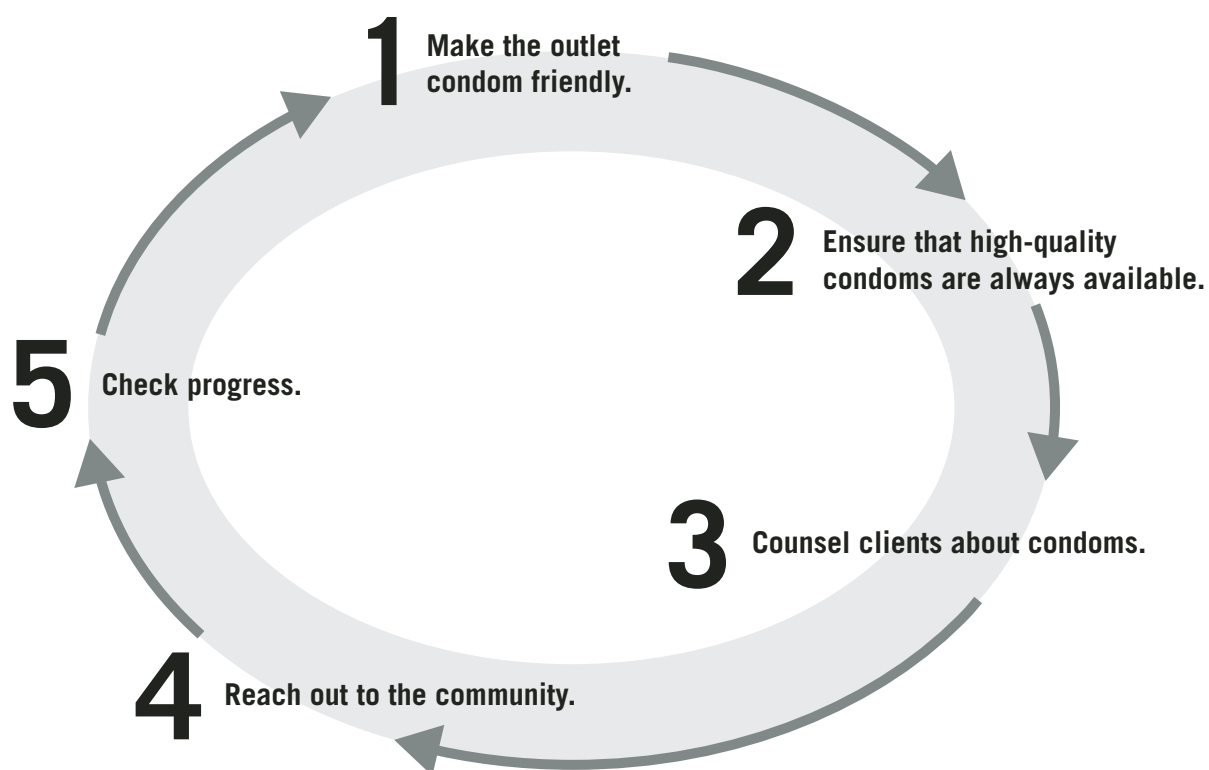 1 Make the outlet
condom friendly.
2 Ensure that high-quality
condoms are always available.
3 Counsel clients about condoms.
4 Reach out to the community.
5 Check progress.